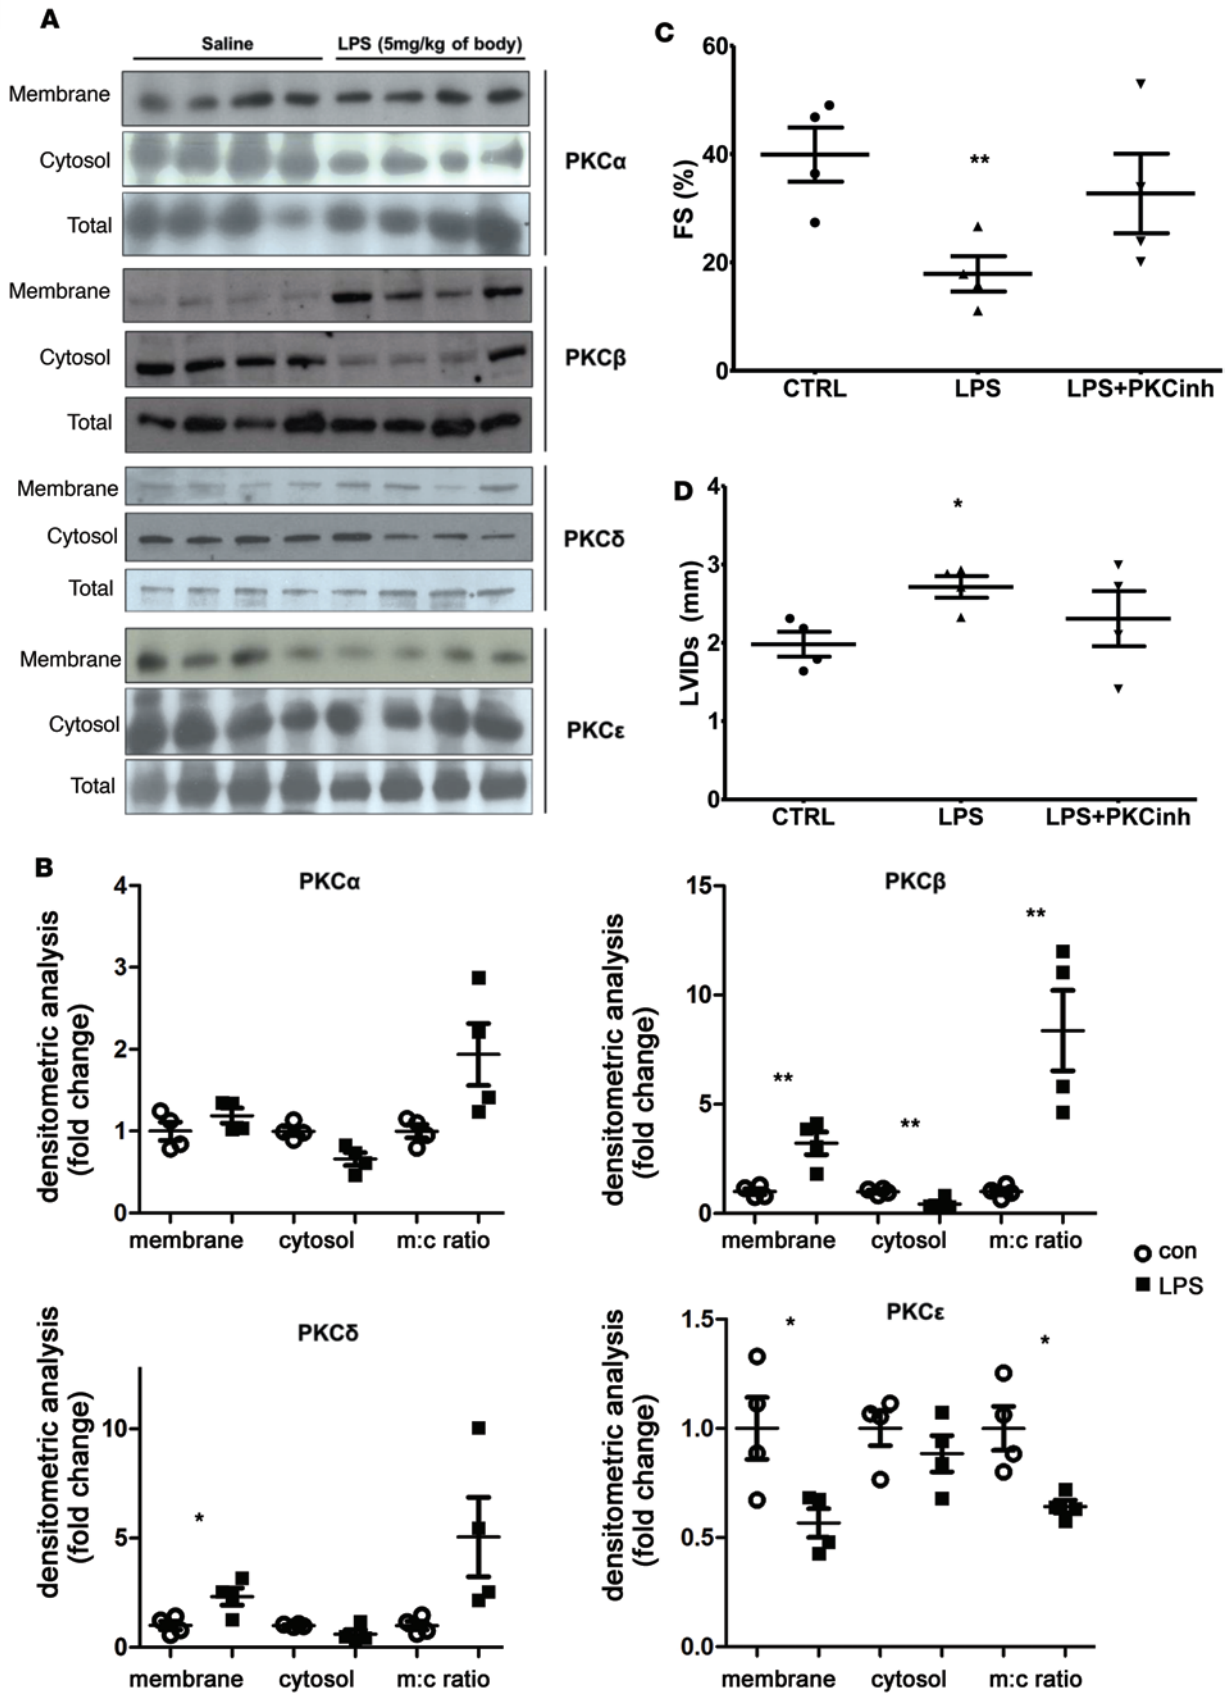 A
Saline
LPS (5mg/kg of body)
Membrane
Cytosol
PKCα
Total
Membrane
Cytosol
PKCβ
Total
Membrane
Cytosol
PKCδ
Total
Membrane
Cytosol
PKCε
Total
C
60
40
20
0
FS (%)
**
CTRL
LPS
LPS+PKCinh
D
4
3
2
1
0
LVIDs (mm)
*
CTRL
LPS
LPS+PKCinh
B
PKCα
densitometric analysis
(fold change)
4
3
2
1
0
membrane
cytosol
m:c ratio
PKCβ
densitometric analysis
(fold change)
15
10
5
0
**
**
**
membrane
cytosol
m:c ratio
con
LPS
PKCδ
densitometric analysis
(fold change)
10
5
0
*
membrane
cytosol
m:c ratio
PKCε
densitometric analysis
(fold change)
1.5
1.0
0.5
0.0
*
*
membrane
cytosol
m:c ratio